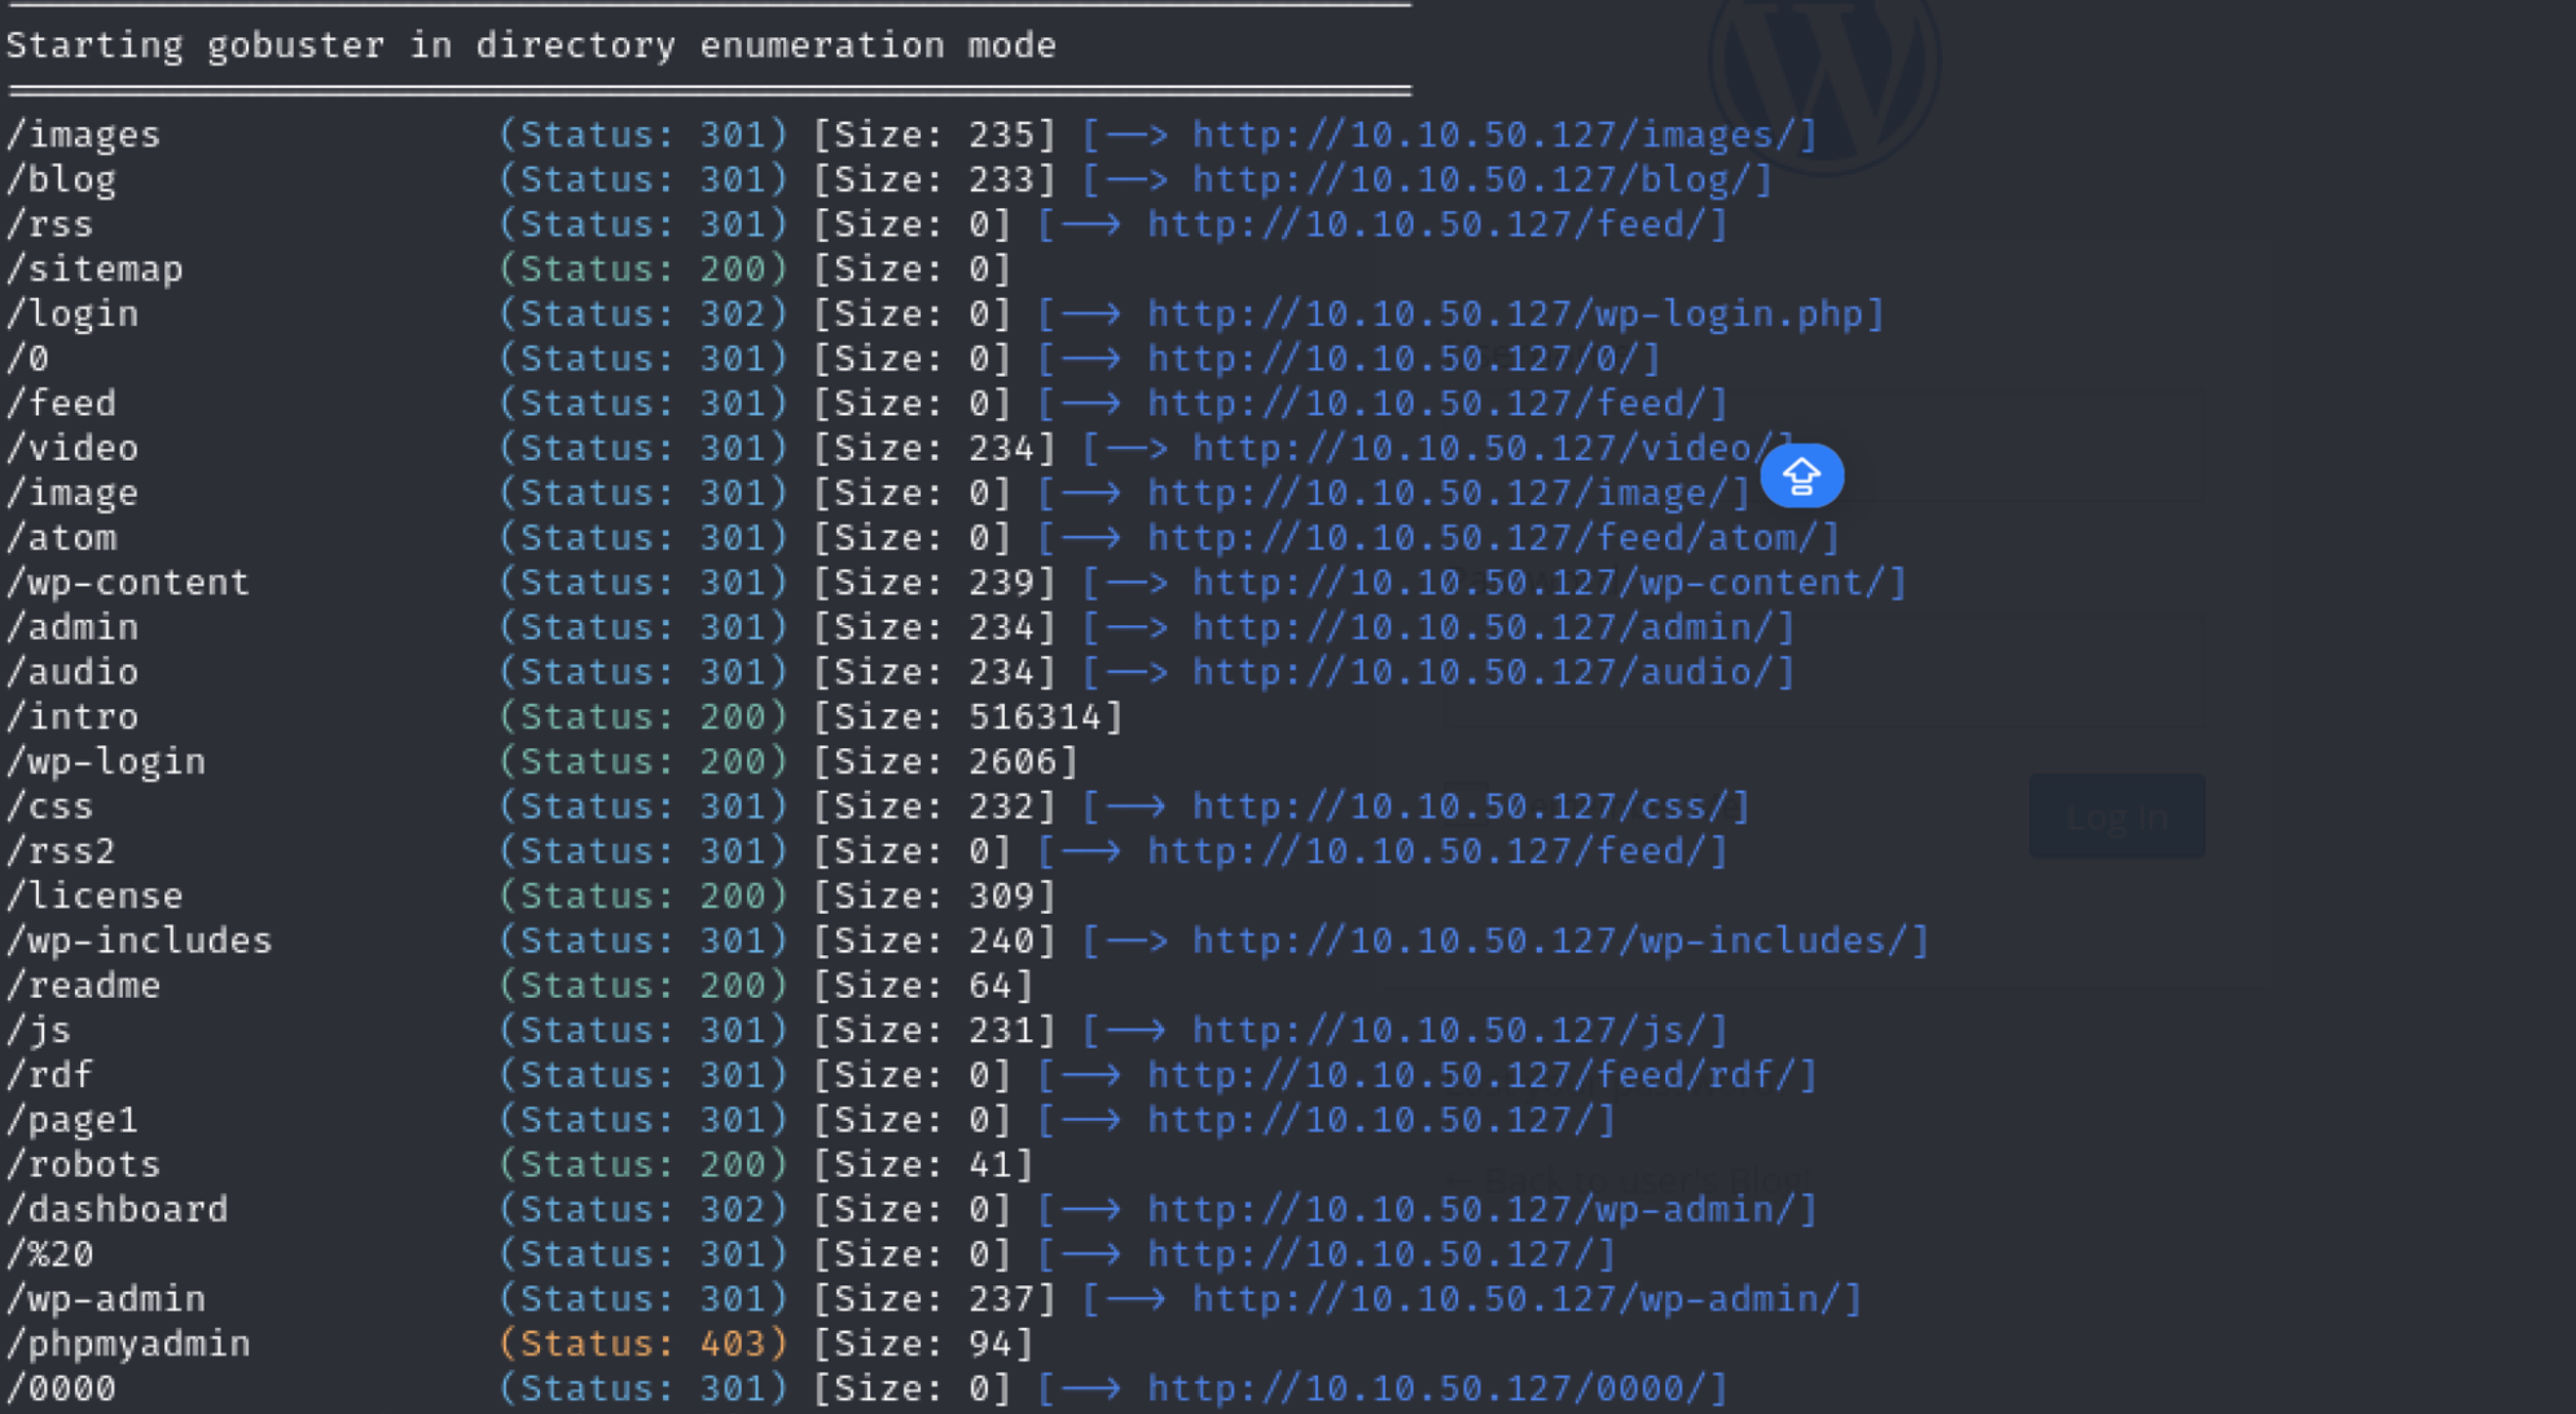 Starting gobuster in directory enumeration mode
/images (Status: 301) [Size: 235] [--> http://10.10.50.127/images/]
/blog (Status: 301) [Size: 233] [--> http://10.10.50.127/blog/]
/rss (Status: 301) [Size: 0] [--> http://10.10.50.127/feed/]
/sitemap (Status: 200) [Size: 0]
/login (Status: 302) [Size: 0] [--> http://10.10.50.127/wp-login.php]
/0 (Status: 301) [Size: 0] [--> http://10.10.50.127/0/]
/feed (Status: 301) [Size: 0] [--> http://10.10.50.127/feed/]
/video (Status: 301) [Size: 234] [--> http://10.10.50.127/video/]
/image (Status: 301) [Size: 0] [--> http://10.10.50.127/image/]
/atom (Status: 301) [Size: 0] [--> http://10.10.50.127/feed/atom/]
/wp-content (Status: 301) [Size: 239] [--> http://10.10.50.127/wp-content/]
/admin (Status: 301) [Size: 234] [--> http://10.10.50.127/admin/]
/audio (Status: 301) [Size: 234] [--> http://10.10.50.127/audio/]
/intro (Status: 200) [Size: 516314]
/wp-login (Status: 200) [Size: 2606]
/css (Status: 301) [Size: 232] [--> http://10.10.50.127/css/]
Log In
/rss2 (Status: 301) [Size: 0] [--> http://10.10.50.127/feed/]
/license (Status: 200) [Size: 309]
/wp-includes (Status: 301) [Size: 240] [--> http://10.10.50.127/wp-includes/]
/readme (Status: 200) [Size: 64]
/js (Status: 301) [Size: 231] [--> http://10.10.50.127/js/]
/rdf (Status: 301) [Size: 0] [--> http://10.10.50.127/feed/rdf/]
/page1 (Status: 301) [Size: 0] [--> http://10.10.50.127/]
/robots (Status: 200) [Size: 41]
← Back to user's Blog!
/dashboard (Status: 302) [Size: 0] [--> http://10.10.50.127/wp-admin/]
/%20 (Status: 301) [Size: 0] [--> http://10.10.50.127/]
/wp-admin (Status: 301) [Size: 237] [--> http://10.10.50.127/wp-admin/]
/phpmyadmin (Status: 403) [Size: 94]
/0000 (Status: 301) [Size: 0] [--> http://10.10.50.127/0000/]